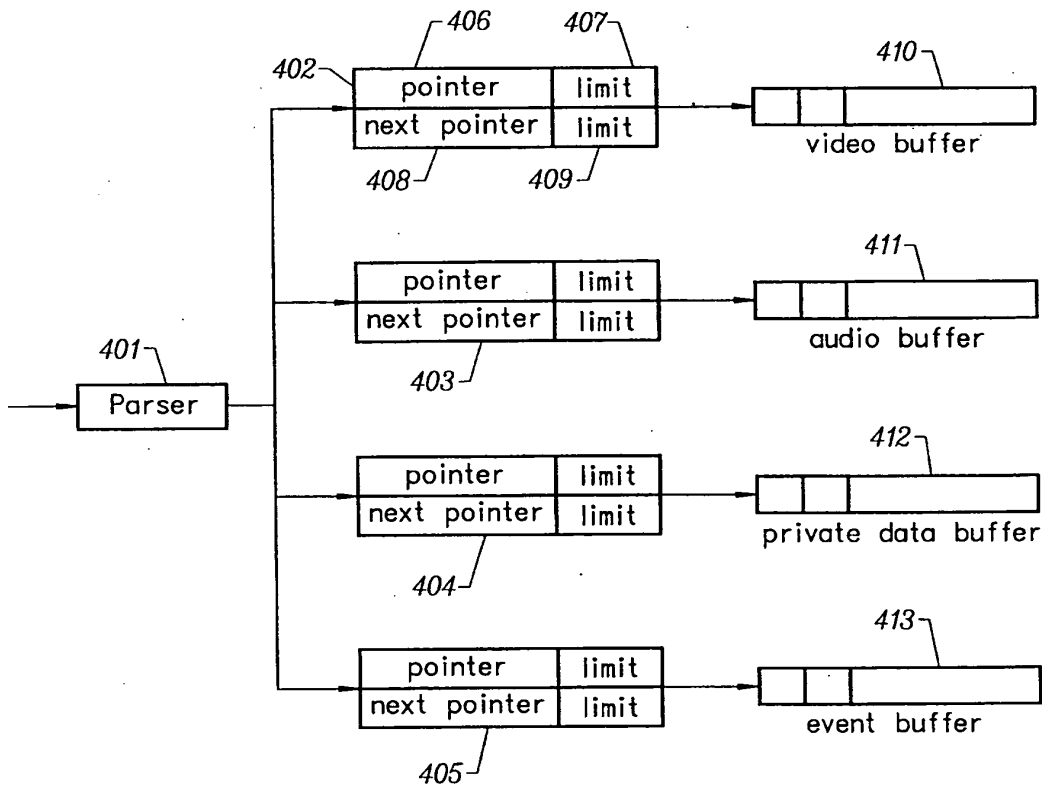 406
407
402
410
pointer limit
next pointer limit
video buffer
408
409
411
pointer limit
next pointer limit
audio buffer
401
403
Parser
412
pointer limit
next pointer limit
private data buffer
404
413
pointer limit
next pointer limit
event buffer
405